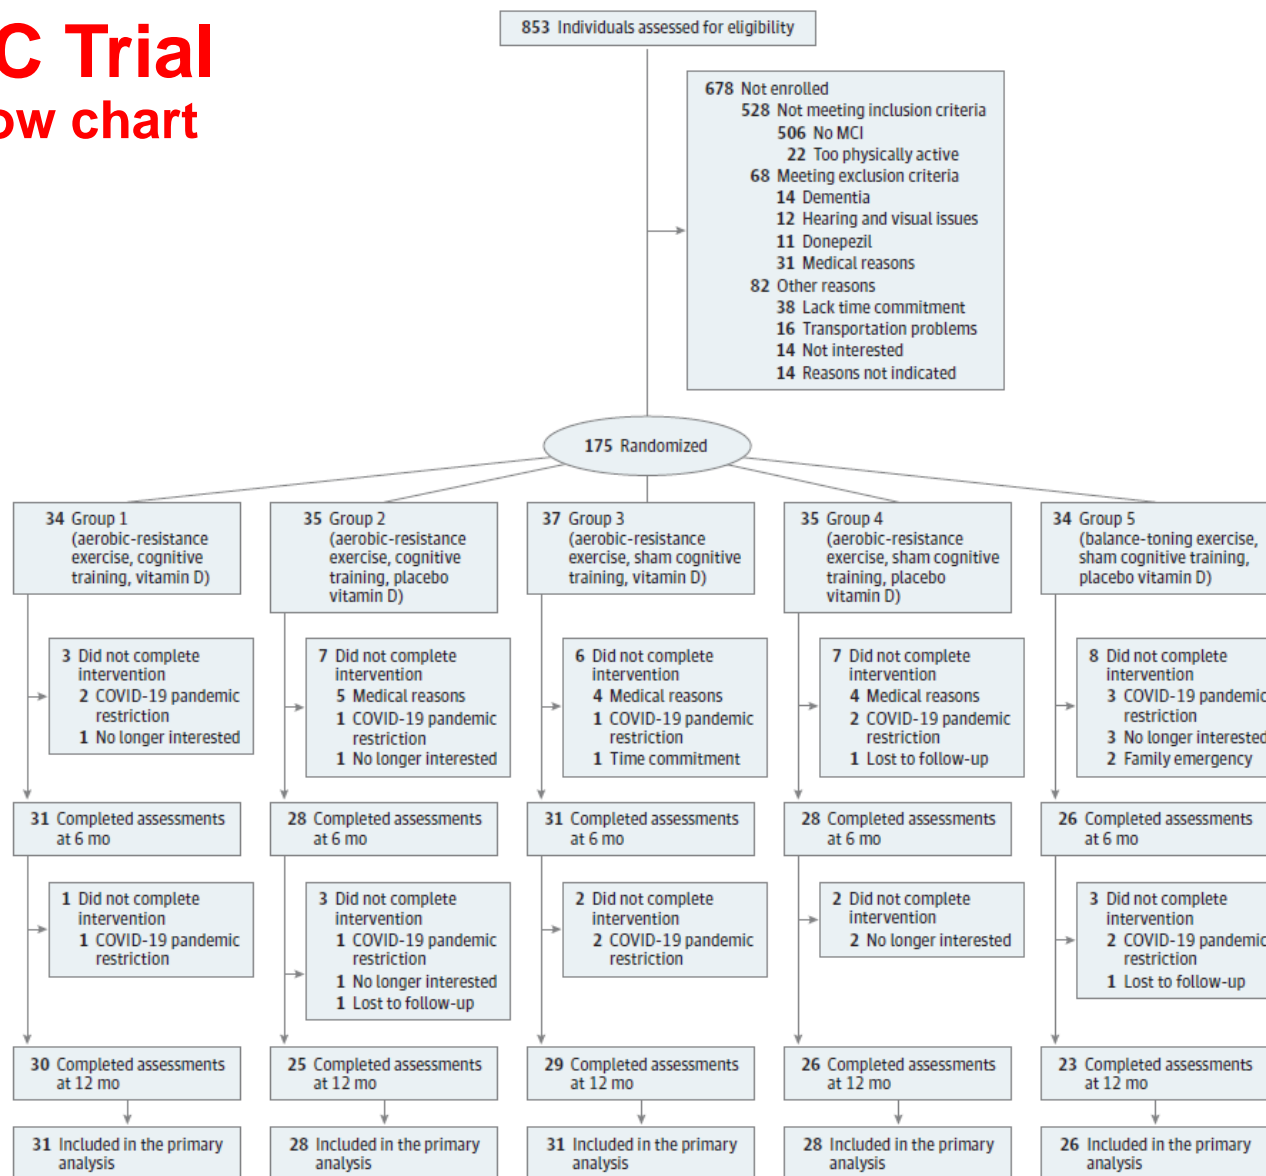 C Trial
ow chart
853 Individuals assessed for eligibility
678 Not enrolled
528 Not meeting inclusion criteria
506 No MCI
22 Too physically active
68 Meeting exclusion criteria
14 Dementia
12 Hearing and visual issues
11 Donepezil
31 Medical reasons
82 Other reasons
38 Lack time commitment
16 Transportation problems
14 Not interested
14 Reasons not indicated
175 Randomized
34 Group 1
(aerobic-resistance
exercise, cognitive
training, vitamin D)
35 Group 2
(aerobic-resistance
exercise, cognitive
training, placebo
vitamin D)
37 Group 3
(aerobic-resistance
exercise, sham cognitive
training, vitamin D)
35 Group 4
(aerobic-resistance
exercise, sham cognitive
training, placebo
vitamin D)
34 Group 5
(balance-toning exercise,
sham cognitive training,
placebo vitamin D)
3 Did not complete
intervention
2 COVID-19 pandemic
restriction
1 No longer interested
7 Did not complete
intervention
5 Medical reasons
1 COVID-19 pandemic
restriction
1 No longer interested
6 Did not complete
intervention
4 Medical reasons
1 COVID-19 pandemic
restriction
1 Time commitment
7 Did not complete
intervention
4 Medical reasons
2 COVID-19 pandemic
restriction
1 Lost to follow-up
8 Did not complete
intervention
3 COVID-19 pandemic
restriction
3 No longer interested
2 Family emergency
31 Completed assessments
at 6 mo
28 Completed assessments
at 6 mo
31 Completed assessments
at 6 mo
28 Completed assessments
at 6 mo
26 Completed assessments
at 6 mo
1 Did not complete
intervention
1 COVID-19 pandemic
restriction
3 Did not complete
intervention
1 COVID-19 pandemic
restriction
1 No longer interested
1 Lost to follow-up
2 Did not complete
intervention
2 COVID-19 pandemic
restriction
2 Did not complete
intervention
2 No longer interested
3 Did not complete
intervention
2 COVID-19 pandemic
restriction
1 Lost to follow-up
30 Completed assessments
at 12 mo
25 Completed assessments
at 12 mo
29 Completed assessments
at 12 mo
26 Completed assessments
at 12 mo
23 Completed assessments
at 12 mo
31 Included in the primary
analysis
28 Included in the primary
analysis
31 Included in the primary
analysis
28 Included in the primary
analysis
26 Included in the primary
analysis